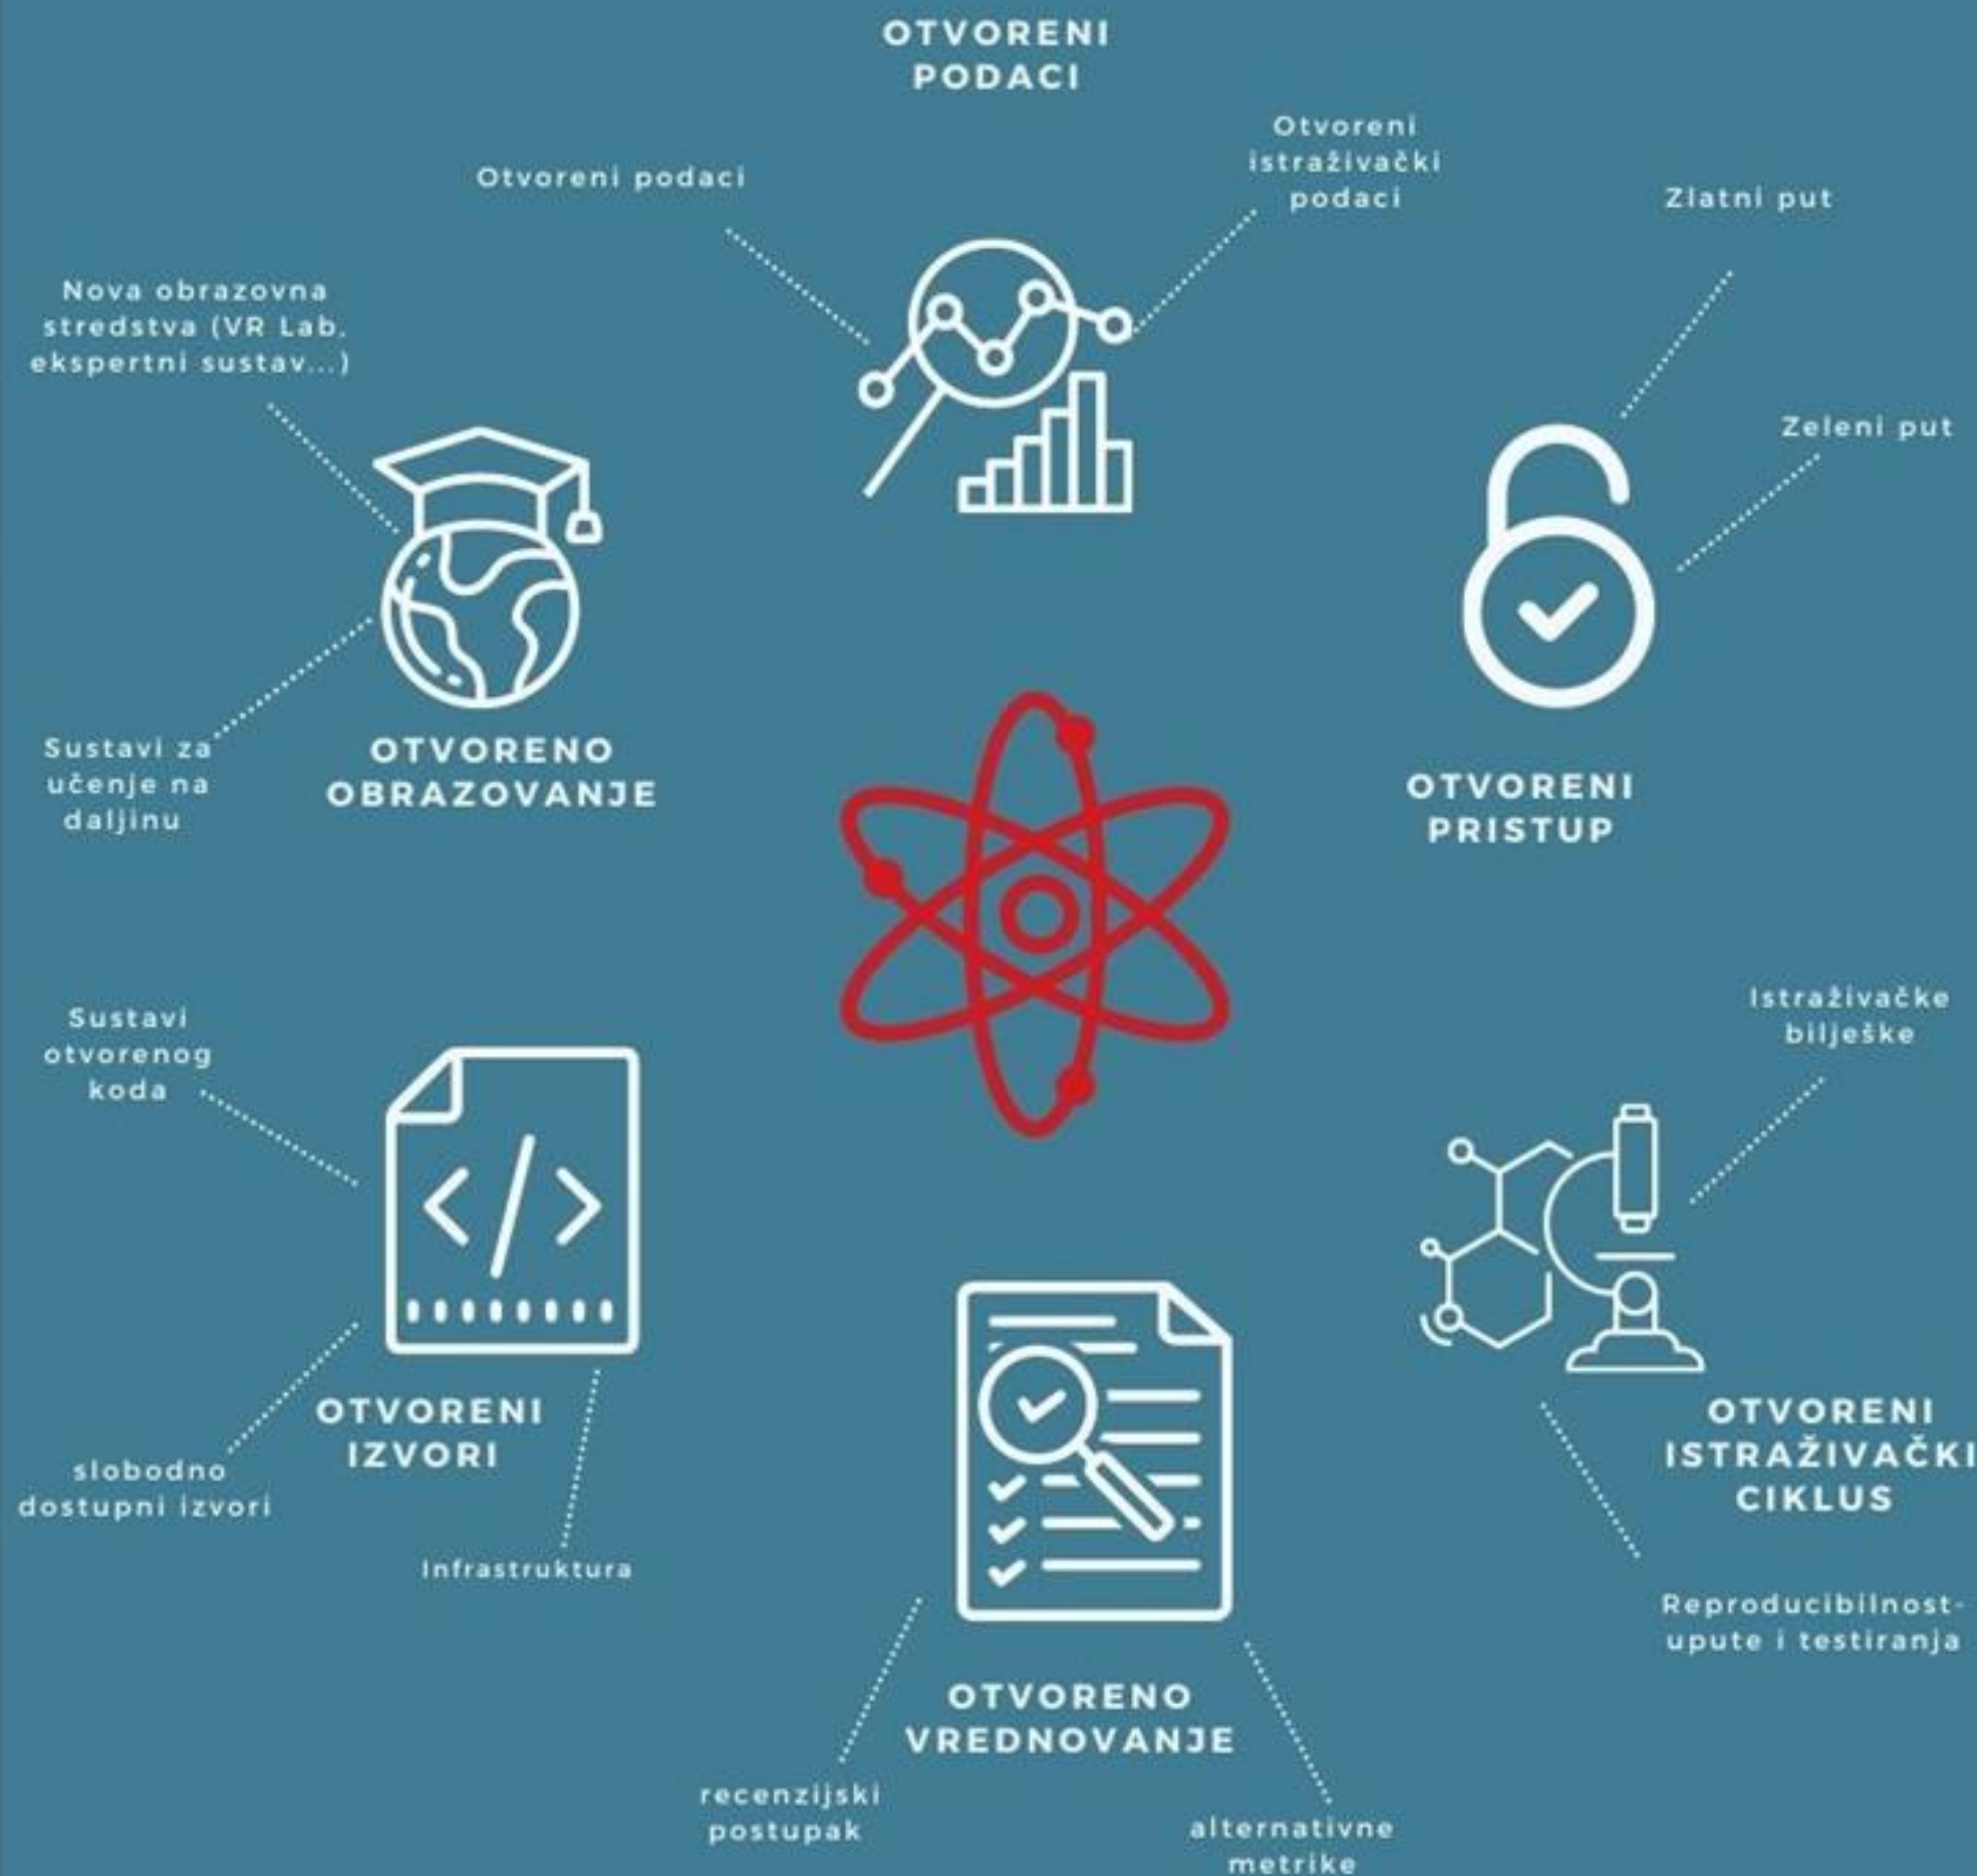 OTVORENI
PODACI
Otvoreni podaci
Otvoreni
istraživački
podaci
Zlatni put
Zeleni put
OTVORENI
PRISTUP
Nova obrazovna
stredstva (VR Lab,
ekspertni sustav...)
Sustavi za
učenje na
daljinu
OTVORENO
OBRAZOVANJE
Sustavi
otvorenog
koda
slobodno
dostupni izvori
OTVORENI
IZVORI
Infrastruktura
Istraživačke
bilješke
OTVORENI
ISTRAŽIVAČKI
CIKLUS
Reproducibilnost-
upute i testiranja
OTVORENO
VREDNOVANJE
recenzijski
postupak
alternativne
metrike